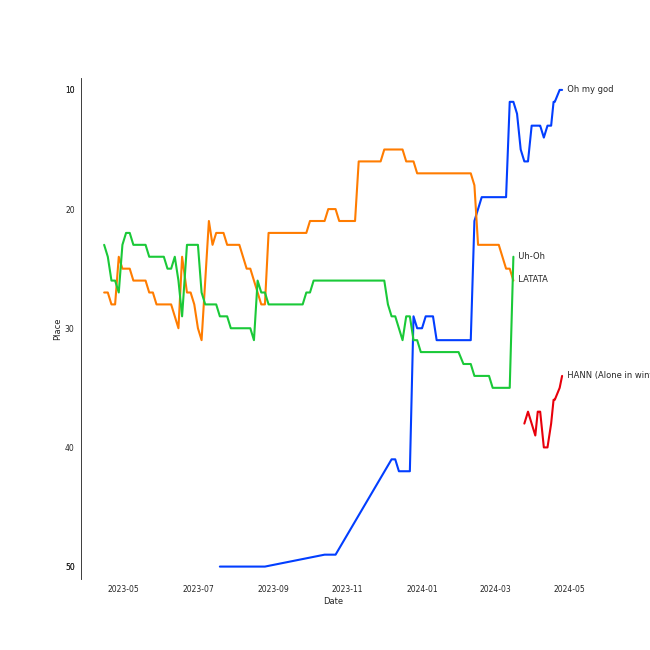 10
Oh my god
20
Uh-Oh
LATATA
30
Place
HANN (Alone in win
40
50
2023-05
2023-07
2023-09
2023-11
2024-01
2024-03
2024-05
Date